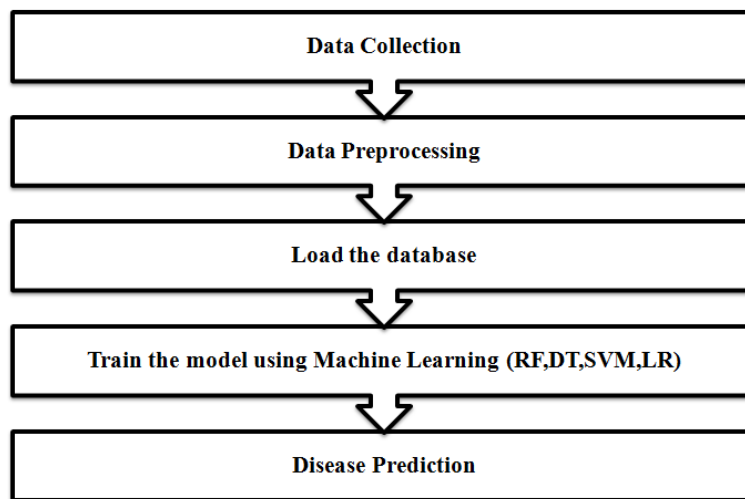 Data Collection
Data Preprocessing
Load the database
Train the model using Machine Learning (RF,DT,SVM,LR)
Disease Prediction